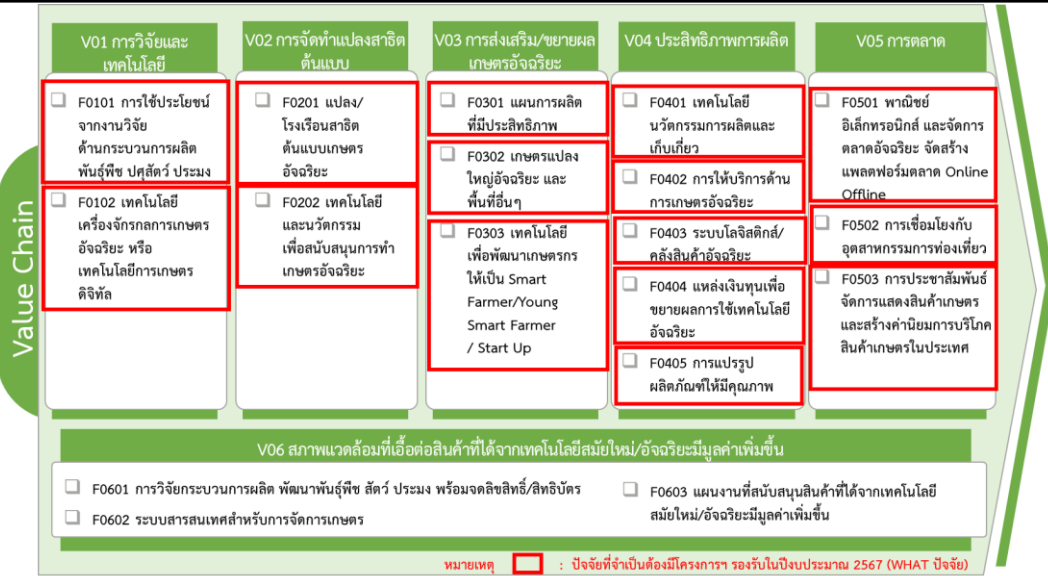 Value Chain
V01 การวิจัยและ
เทคโนโลยี
F0101 การใช้ประโยชน์
จากงานวิจัย
ด้านกระบวนการผลิต
พันธุ์พืช ปศุสัตว์ ประมง
F0102 เทคโนโลยี
เครื่องจักรกลการเกษตร
อัจฉริยะ หรือ
เทคโนโลยีการเกษตร
ดิจิทัล
V02 การจัดทำแปลงสาธิต
ต้นแบบ
F0201 แปลง/
โรงเรือนสาธิต
ต้นแบบเกษตร
อัจฉริยะ
F0202 เทคโนโลยี
และนวัตกรรม
เพื่อสนับสนุนการทำ
เกษตรอัจฉริยะ
V03 การส่งเสริม/ขยายผล
เกษตรอัจฉริยะ
F0301 แผนการผลิต
ที่มีประสิทธิภาพ
F0302 เกษตรแปลง
ใหญ่อัจฉริยะ และ
พื้นที่อื่นๆ
F0303 เทคโนโลยี
เพื่อพัฒนาเกษตรกร
ให้เป็น Smart
Farmer/Young
Smart Farmer
/ Start Up
V04 ประสิทธิภาพการผลิต
F0401 เทคโนโลยี
นวัตกรรมการผลิตและ
เก็บเกี่ยว
F0402 การให้บริการด้าน
การเกษตรอัจฉริยะ
F0403 ระบบโลจิสติกส์/
คลังสินค้าอัจฉริยะ
F0404 แหล่งเงินทุนเพื่อ
ขยายผลการใช้เทคโนโลยี
อัจฉริยะ
F0405 การแปรรูป
ผลิตภัณฑ์ให้มีคุณภาพ
V05 การตลาด
F0501 พาณิชย์
อิเล็กทรอนิกส์ และจัดการ
ตลาดอัจฉริยะ จัดสร้าง
แพลตฟอร์มตลาด Online
Offline
F0502 การเชื่อมโยงกับ
อุตสาหกรรมการท่องเที่ยว
F0503 การประชาสัมพันธ์
จัดการแสดงสินค้าเกษตร
และสร้างค่านิยมการบริโภค
สินค้าเกษตรในประเทศ
V06 สภาพแวดล้อมที่เอื้อต่อสินค้าที่ได้จากเทคโนโลยีสมัยใหม่/อัจฉริยะมีมูลค่าเพิ่มขึ้น
F0601 การวิจัยกระบวนการผลิต พัฒนาพันธุ์พืช สัตว์ ประมง พร้อมจดลิขสิทธิ์/สิทธิบัตร
F0602 ระบบสารสนเทศสำหรับการจัดการเกษตร
F0603 แผนงานที่สนับสนุนสินค้าที่ได้จากเทคโนโลยี
สมัยใหม่/อัจฉริยะมีมูลค่าเพิ่มขึ้น
หมายเหตุ : ปัจจัยที่จำเป็นต้องมีโครงการฯ รองรับในปีงบประมาณ 2567 (WHAT ปัจจัย)